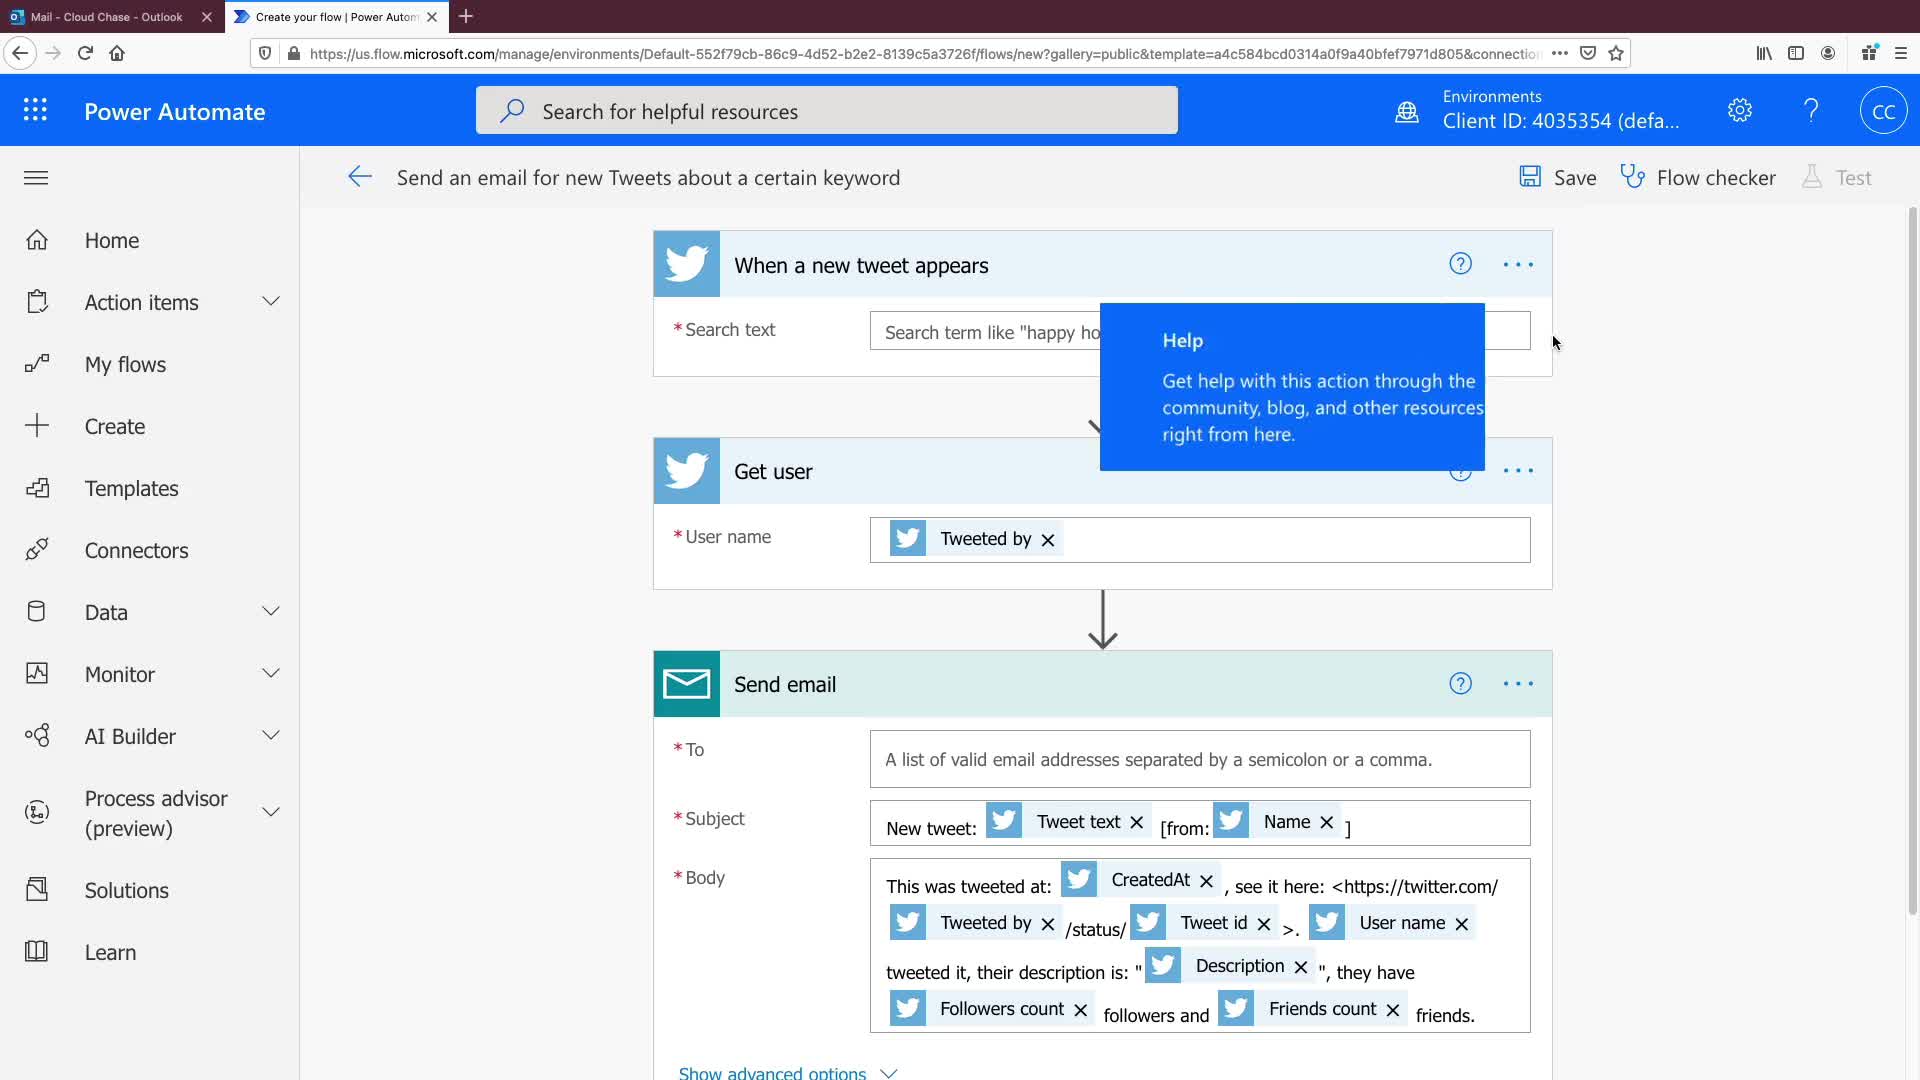 Mail - Cloud Chase - Outlook
Create your flow | Power Autom
https://us.flow.microsoft.com/manage/environments/Default-552f79cb-86c9-4d52-b2e2-8139c5a3726f/flows/new?gallery=public&template=a4c584bcd0314a0f9a40bfef7971d805&connection
Power Automate
Search for helpful resources
Environments
Client ID: 4035354 (defa...
CC
Send an email for new Tweets about a certain keyword
Save
Flow checker
Test
Home
Action items
My flows
Create
Templates
Connectors
Data
Monitor
AI Builder
Process advisor
(preview)
Solutions
Learn
When a new tweet appears
* Search text
Search term like "happy ho
Help
Get help with this action through the
community, blog, and other resources
right from here.
Get user
* User name
Tweeted by
Send email
* To
A list of valid email addresses separated by a semicolon or a comma.
* Subject
New tweet: Tweet text [from: Name ]
* Body
This was tweeted at: CreatedAt , see it here: <https://twitter.com/
Tweeted by /status/ Tweet id >. User name
tweeted it, their description is: " Description ", they have
Followers count followers and Friends count friends.
Show advanced options